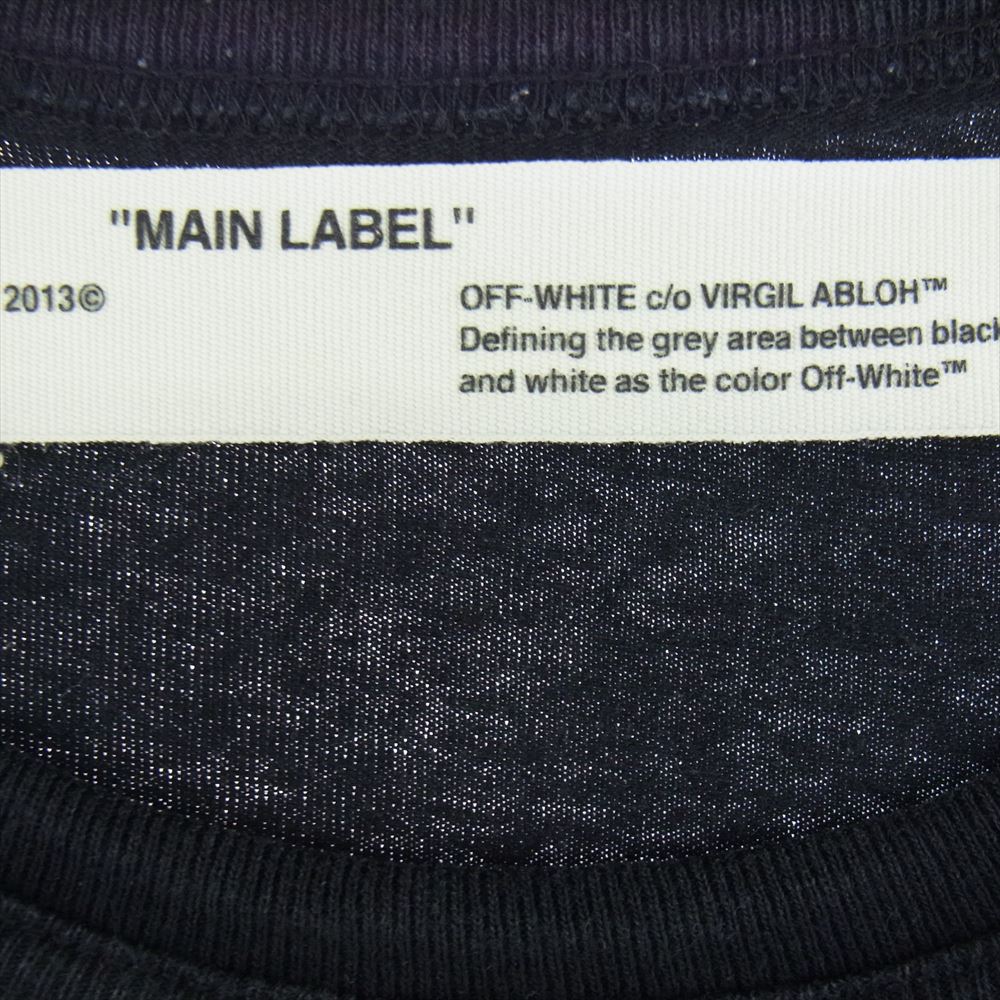 "MAIN LABEL"
2013©
OFF-WHITE c/o VIRGIL ABLOH™
Defining the grey area between black
and white as the color Off-White™